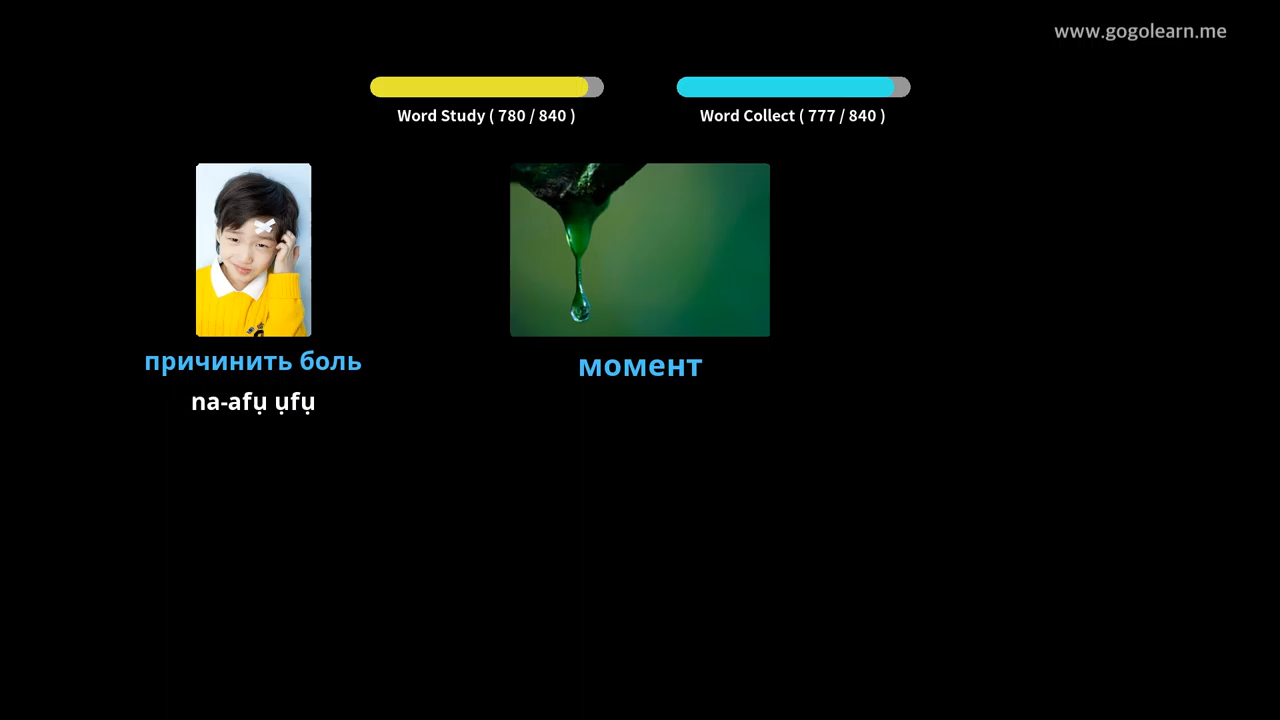 www.gogolearn.me
Word Study ( 780 / 840 )
Word Collect ( 777 / 840 )
причинить боль
na-afụ ụfụ
момент